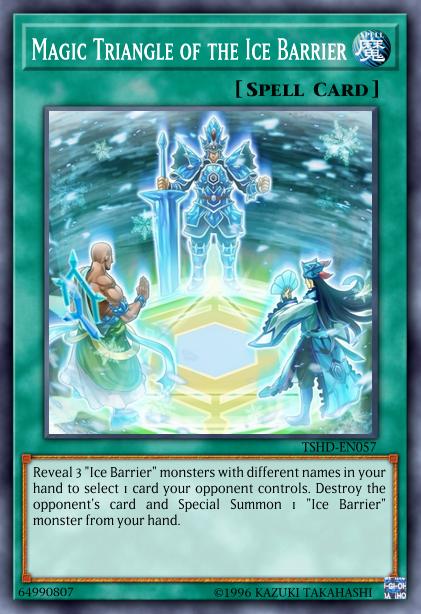 MAGIC TRIANGLE OF THE ICE BARRIER
SPELL
魔
[SPELL CARD]
TSHD-EN057
Reveal 3 "Ice Barrier" monsters with different names in your
hand to select 1 card your opponent controls. Destroy the
opponent's card and Special Summon 1 "Ice Barrier"
monster from your hand.
64990807
©1996 KAZUKI TAKAHASHI